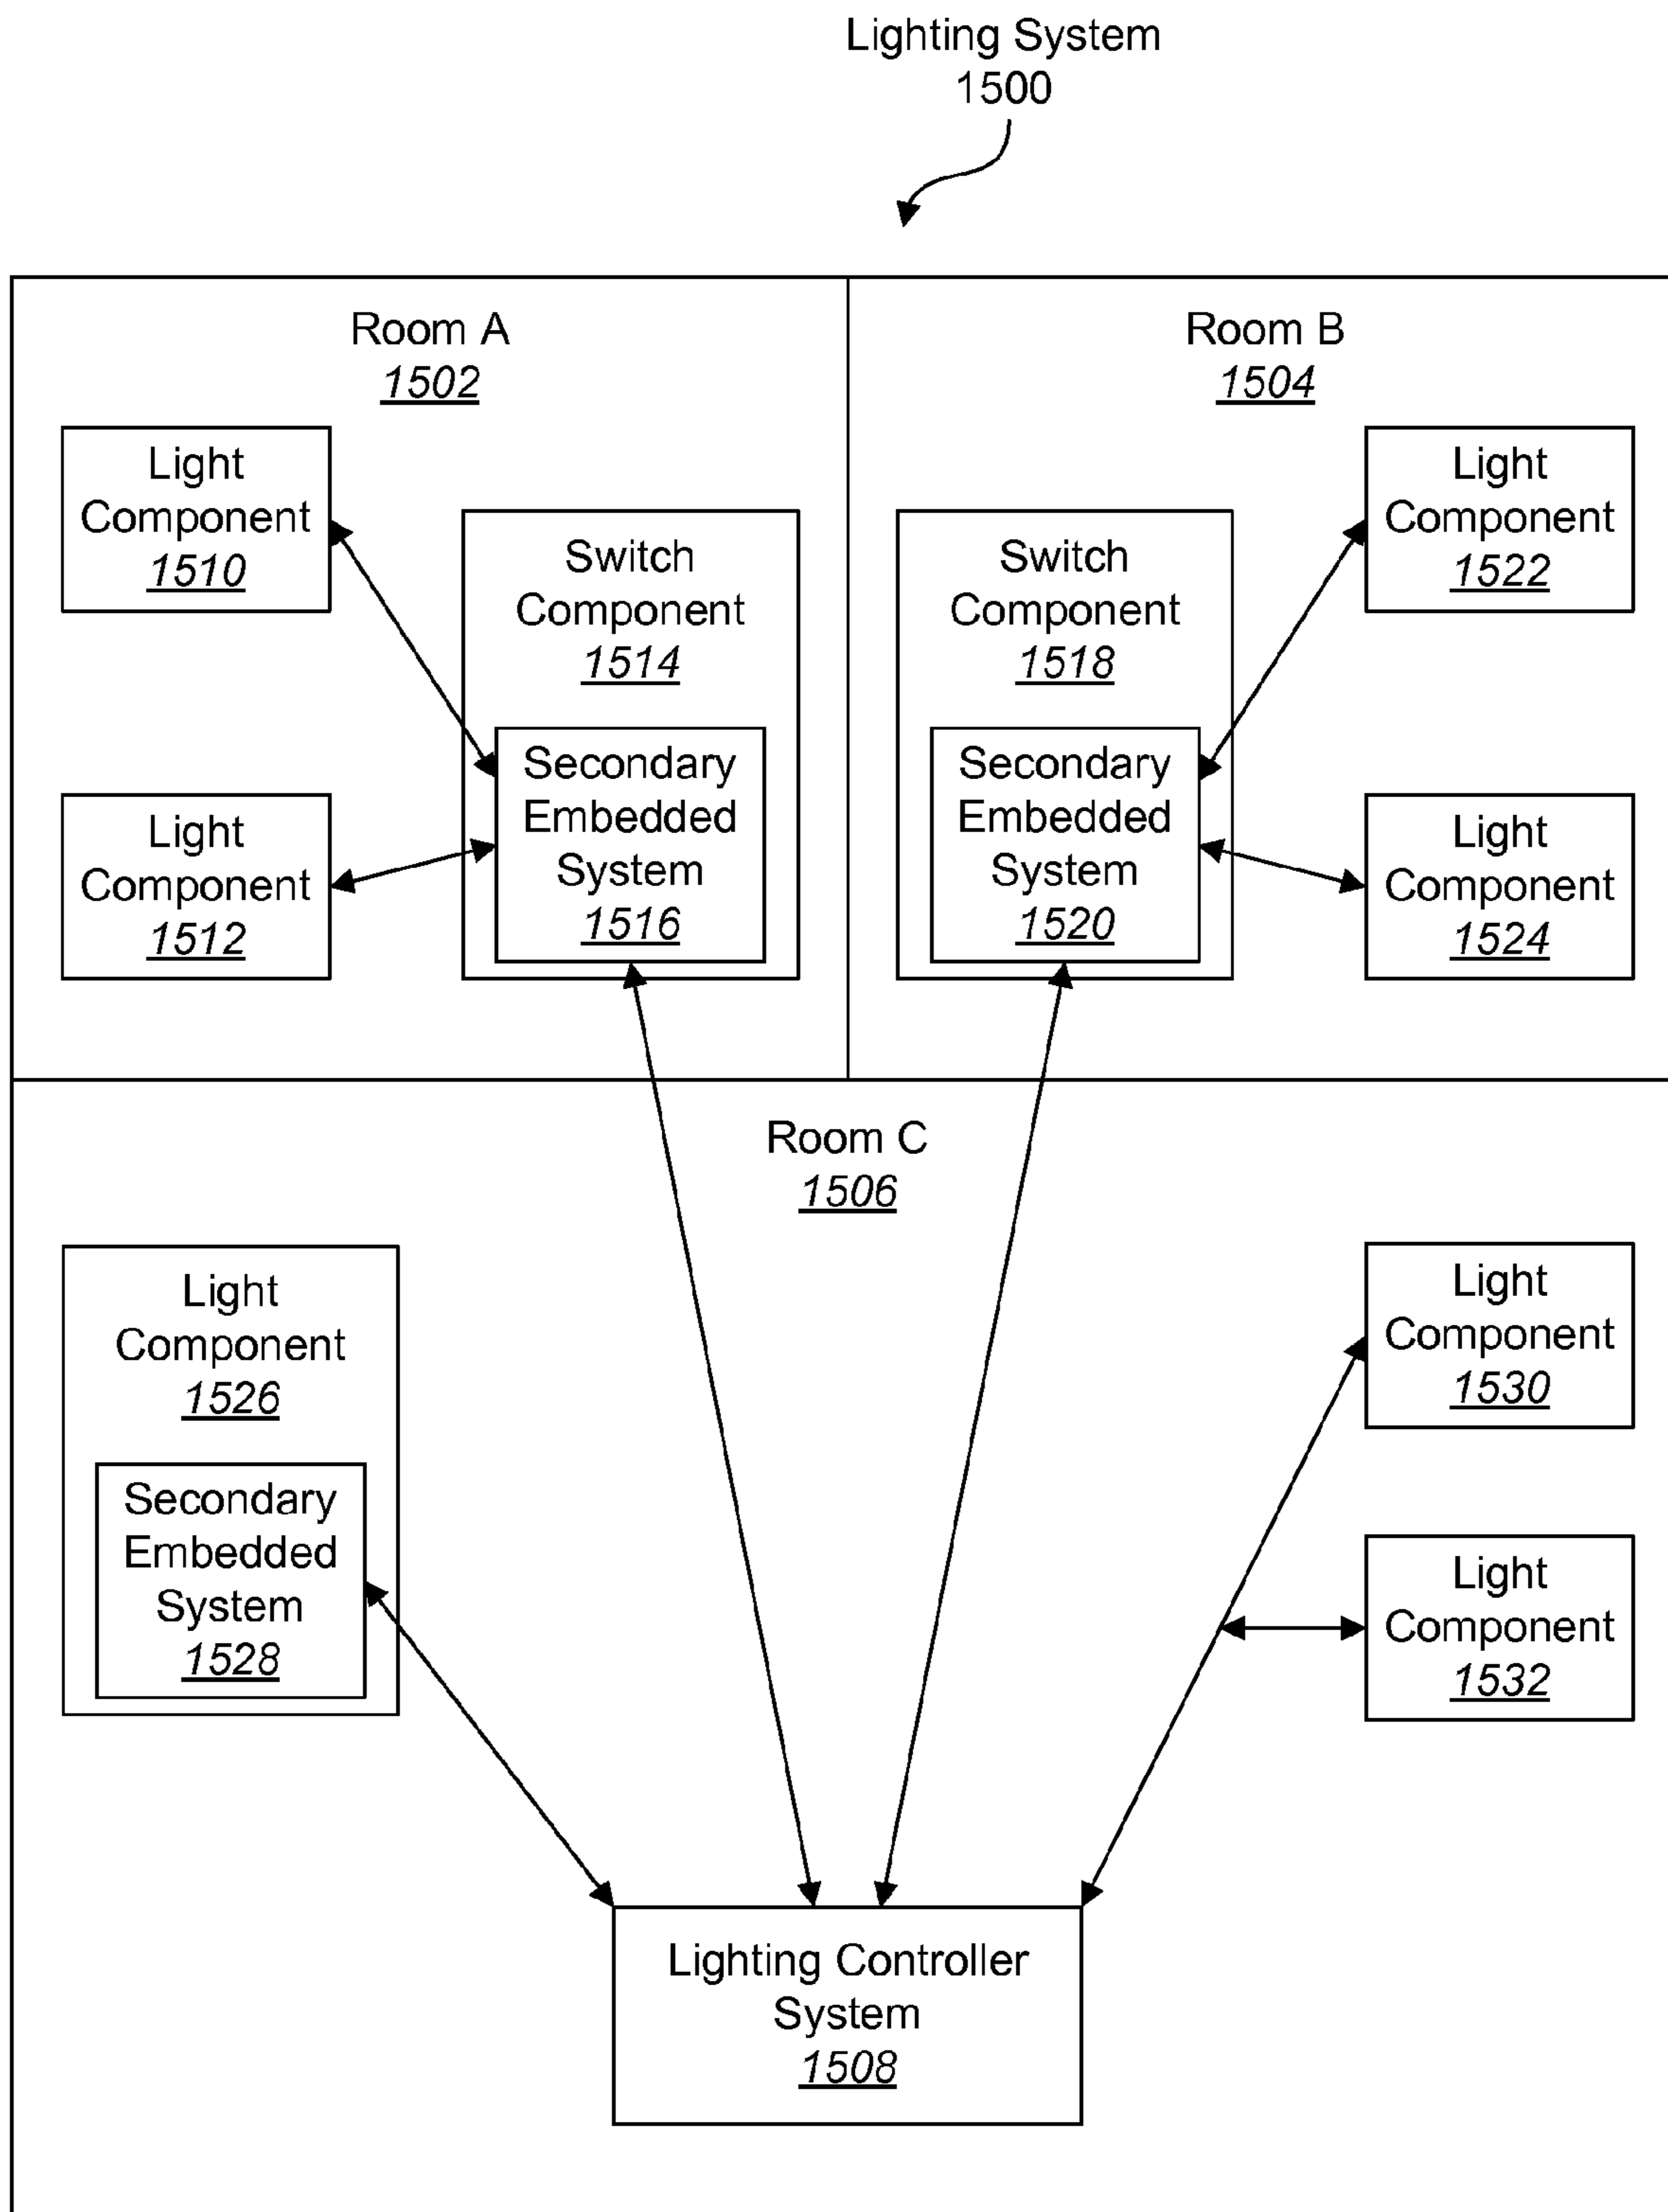 Lighting System
1500
Room A
1502
Room B
1504
Light
Component
1510
Switch
Component
1514
Secondary
Embedded
System
1516
Light
Component
1512
Switch
Component
1518
Secondary
Embedded
System
1520
Light
Component
1522
Light
Component
1524
Room C
1506
Light
Component
1526
Secondary
Embedded
System
1528
Light
Component
1530
Light
Component
1532
Lighting Controller
System
1508